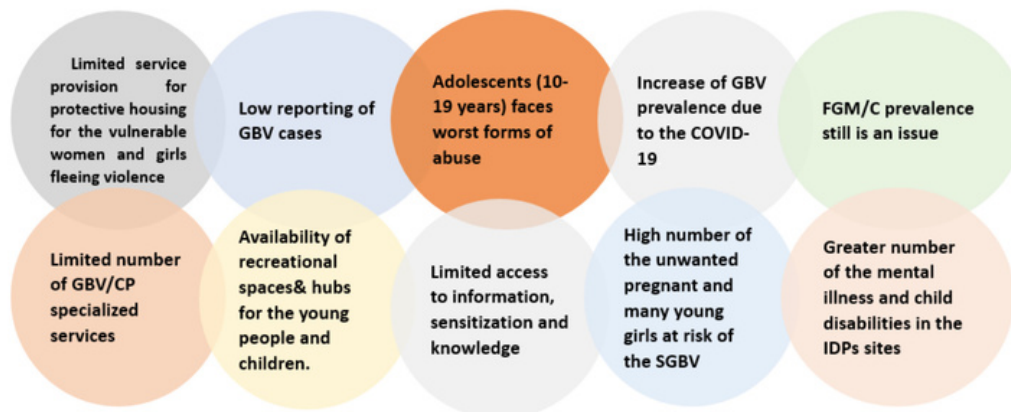 Limited service
provision for
protective housing
for the vulnerable
women and girls
fleeing violence
Low reporting of
GBV cases
Adolescents (10-
19 years) faces
worst forms of
abuse
Increase of GBV
prevalence due
to the COVID-
19
FGM/C prevalence
still is an issue
Limited number
of GBV/CP
specialized
services
Availability of
recreational
spaces& hubs
for the young
people and
children.
Limited access
to information,
sensitization and
knowledge
High number of
the unwanted
pregnant and
many young
girls at risk of
the SGBV
Greater number
of the mental
illness and child
disabilities in the
IDPs sites